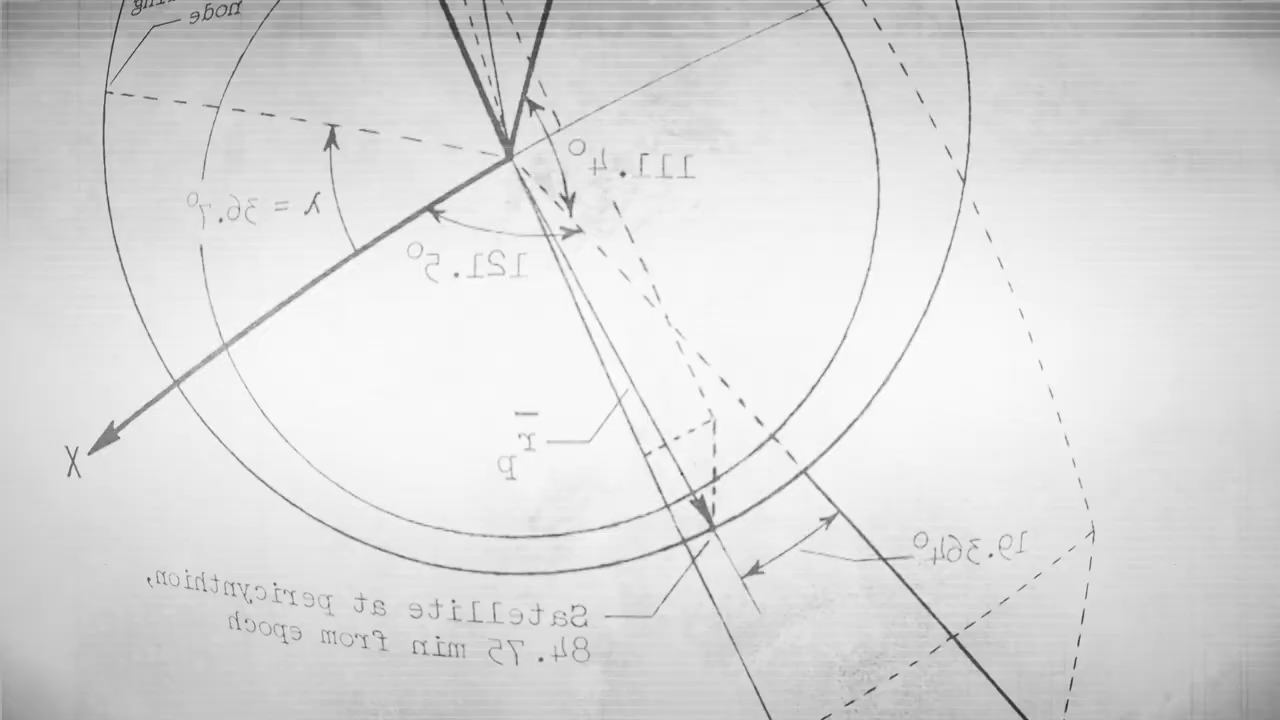 node
λ = 36.7°
111.4°
121.5°
r̄
p
19.364°
X
Satellite at pericynthion,
84.75 min from epoch